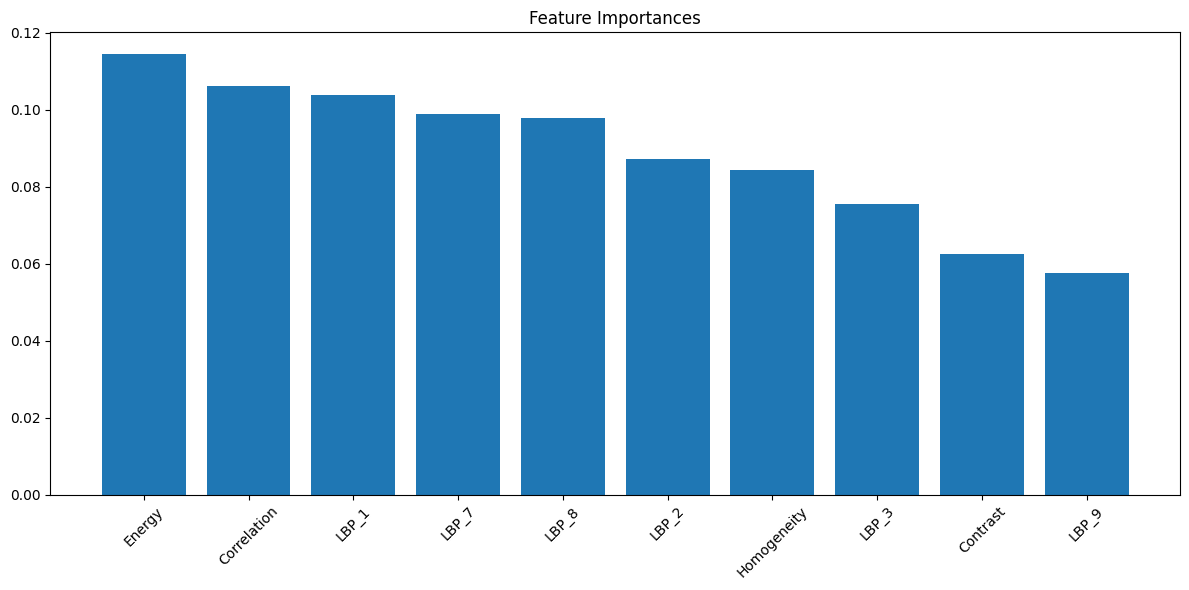 Feature Importances
0.12
0.10
0.08
0.06
0.04
0.02
0.00
Energy
Correlation
LBP_1
LBP_7
LBP_8
LBP_2
Homogeneity
LBP_3
Contrast
LBP_9